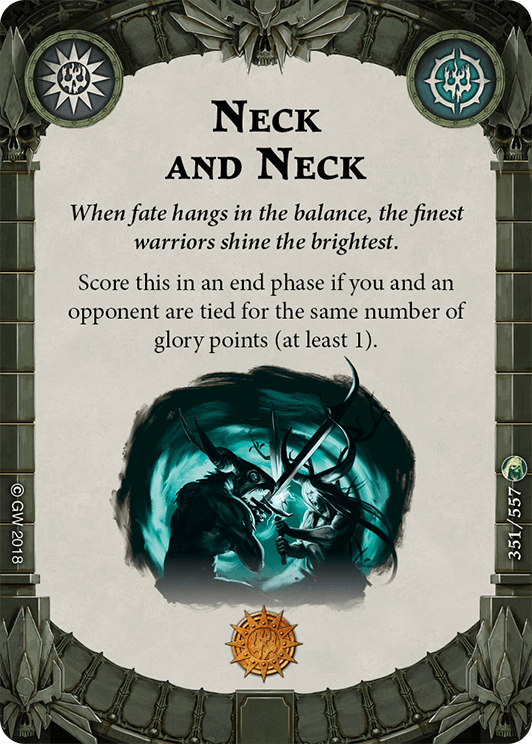 Neck
and Neck
When fate hangs in the balance, the finest
warriors shine the brightest.
Score this in an end phase if you and an
opponent are tied for the same number of
glory points (at least 1).
© GW 2018
351/557